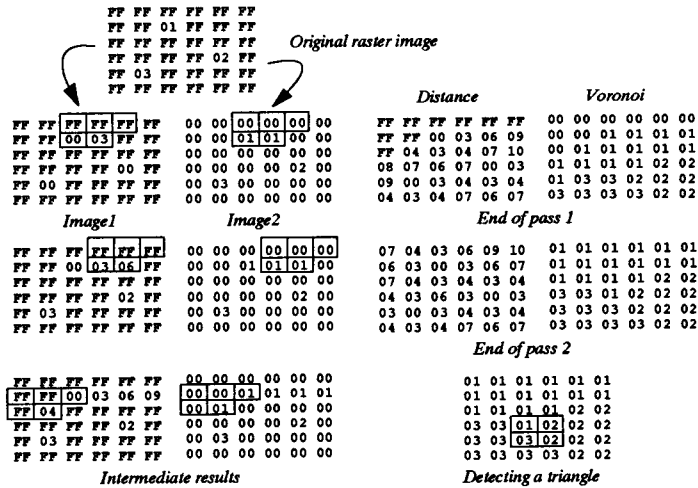 FF FF FF FF FF FF
FF FF 01 FF FF FF
FF FF FF FF FF FF
FF FF FF FF 02 FF
FF 03 FF FF FF FF
FF FF FF FF FF FF
Original raster image
FF FF FF FF FF FF
FF FF 00 03 FF FF
FF FF FF FF FF FF
FF FF FF FF 00 FF
FF 00 FF FF FF FF
FF FF FF FF FF FF
Image1
00 00 00 00 00 00
00 00 01 01 00 00
00 00 00 00 00 00
00 00 00 00 02 00
00 03 00 00 00 00
00 00 00 00 00 00
Image2
Distance
FF FF FF FF FF FF
FF FF 00 03 06 09
FF 04 03 04 07 10
08 07 06 07 00 03
09 00 03 04 03 04
04 03 04 07 06 07
Voronoi
00 00 00 00 00 00
00 00 01 01 01 01
00 01 01 01 01 01
01 01 01 01 02 02
01 03 03 03 02 02
03 03 03 03 02 02
End of pass 1
FF FF FF FF FF FF
FF FF 00 03 06 FF
FF FF FF FF FF FF
FF FF FF FF 02 FF
FF 03 FF FF FF FF
FF FF FF FF FF FF
00 00 00 00 00 00
00 00 01 01 01 00
00 00 00 00 00 00
00 00 00 00 02 00
00 03 00 00 00 00
00 00 00 00 00 00
07 04 03 06 09 10
06 03 00 03 06 07
07 04 03 04 03 04
04 03 06 03 00 03
03 00 03 04 03 04
04 03 04 07 06 07
01 01 01 01 01 01
01 01 01 01 01 01
01 01 01 01 02 02
03 03 01 02 02 02
03 03 03 02 02 02
03 03 03 03 02 02
End of pass 2
FF FF FF FF FF FF
FF FF 00 03 06 09
FF 04 FF FF FF FF
FF FF FF FF 02 FF
FF 03 FF FF FF FF
FF FF FF FF FF FF
00 00 00 00 00 00
00 00 01 01 01 01
00 01 00 00 00 00
00 00 00 00 02 00
00 03 00 00 00 00
00 00 00 00 00 00
Intermediate results
01 01 01 01 01 01
01 01 01 01 01 01
01 01 01 01 02 02
03 03 01 02 02 02
03 03 03 02 02 02
03 03 03 03 02 02
Detecting a triangle